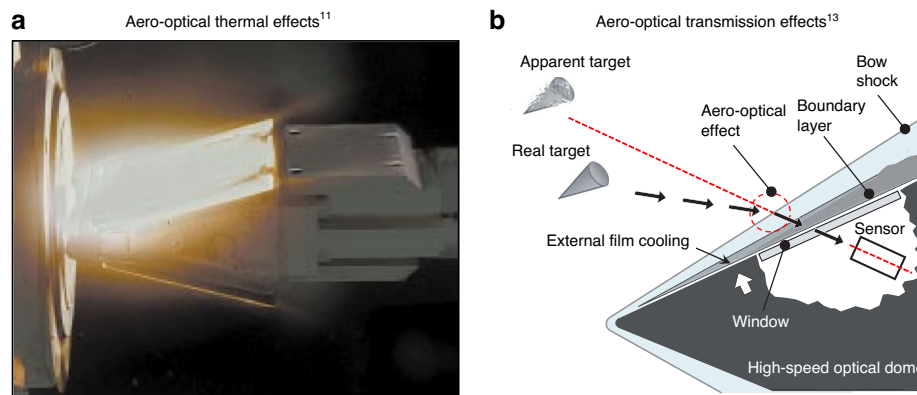 a
Aero-optical thermal effects¹¹
b
Aero-optical transmission effects¹³
Apparent target
Bow
shock
Aero-optical
effect
Boundary
layer
Real target
External film cooling
Sensor
Window
High-speed optical dome